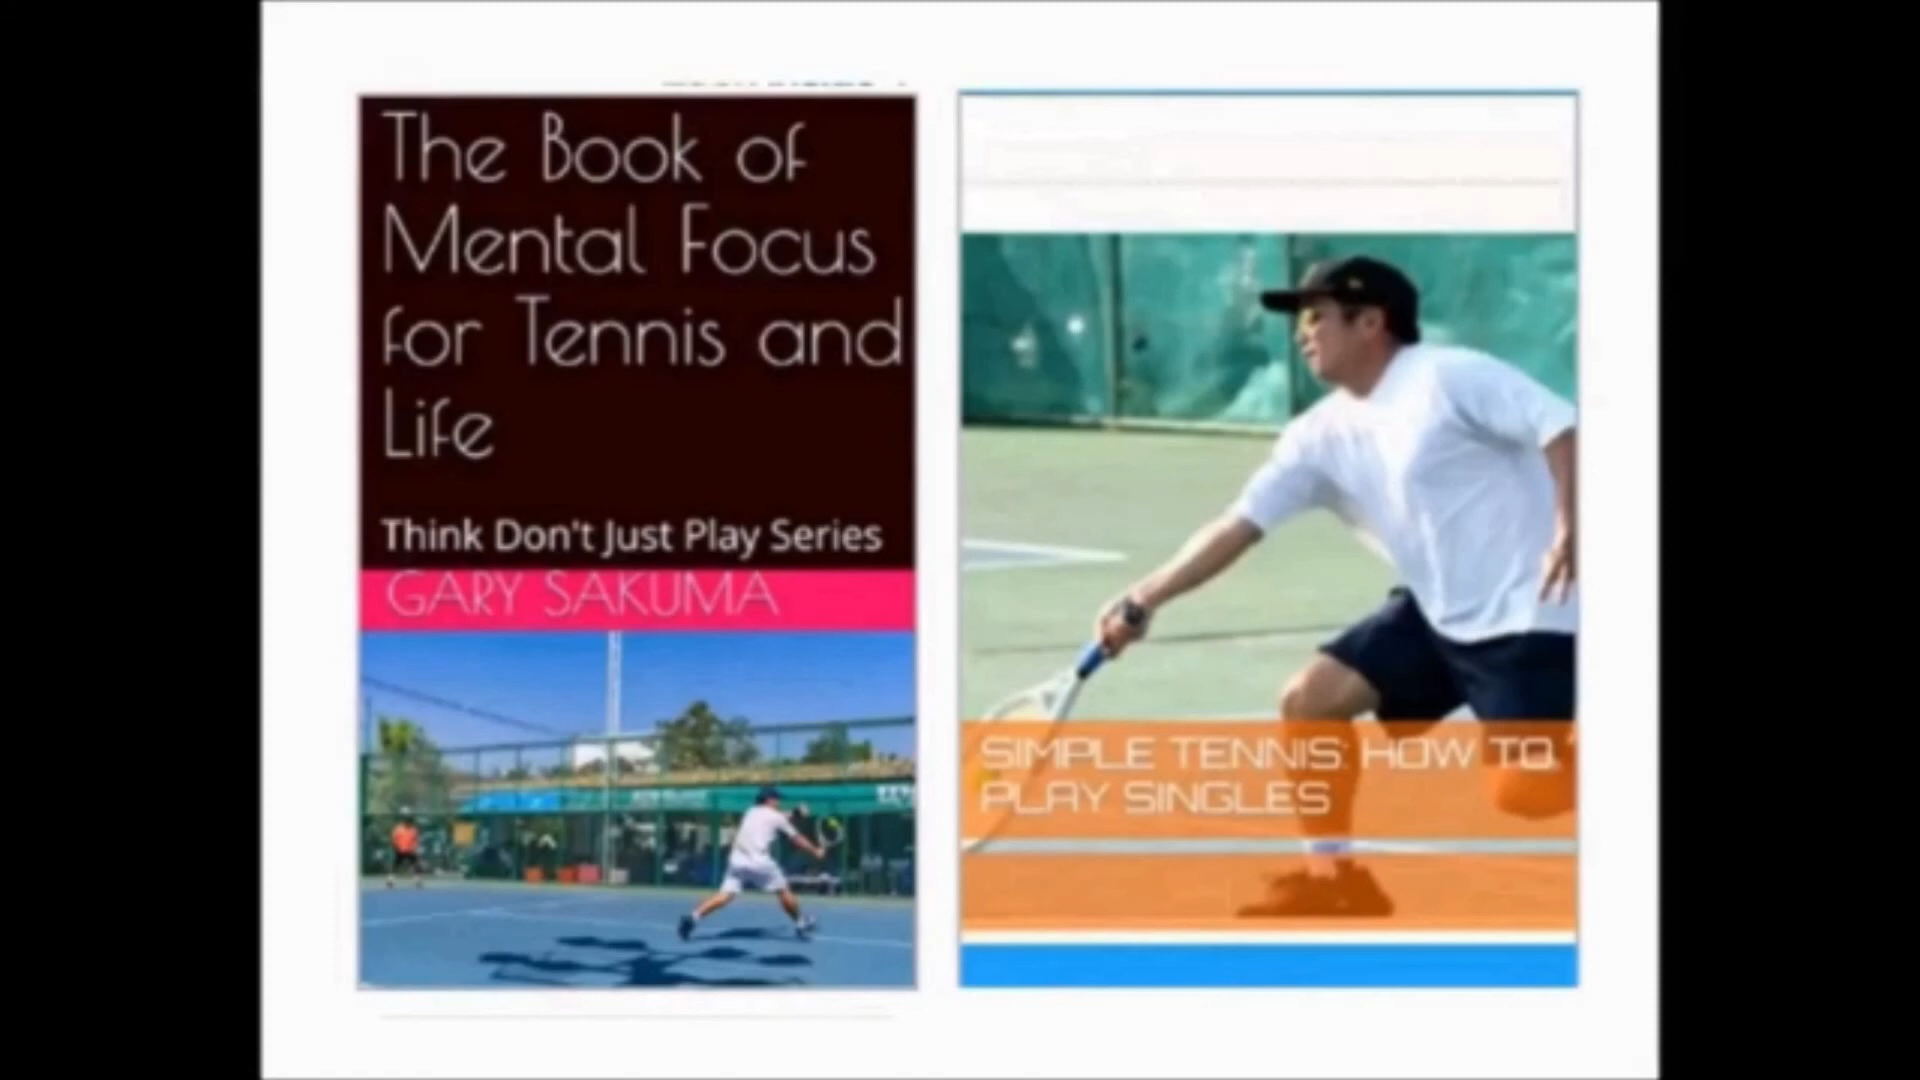 The Book of
Mental Focus
for Tennis and
Life
Think Don't Just Play Series
GARY SAKUMA
SIMPLE TENNIS: HOW TO
PLAY SINGLES